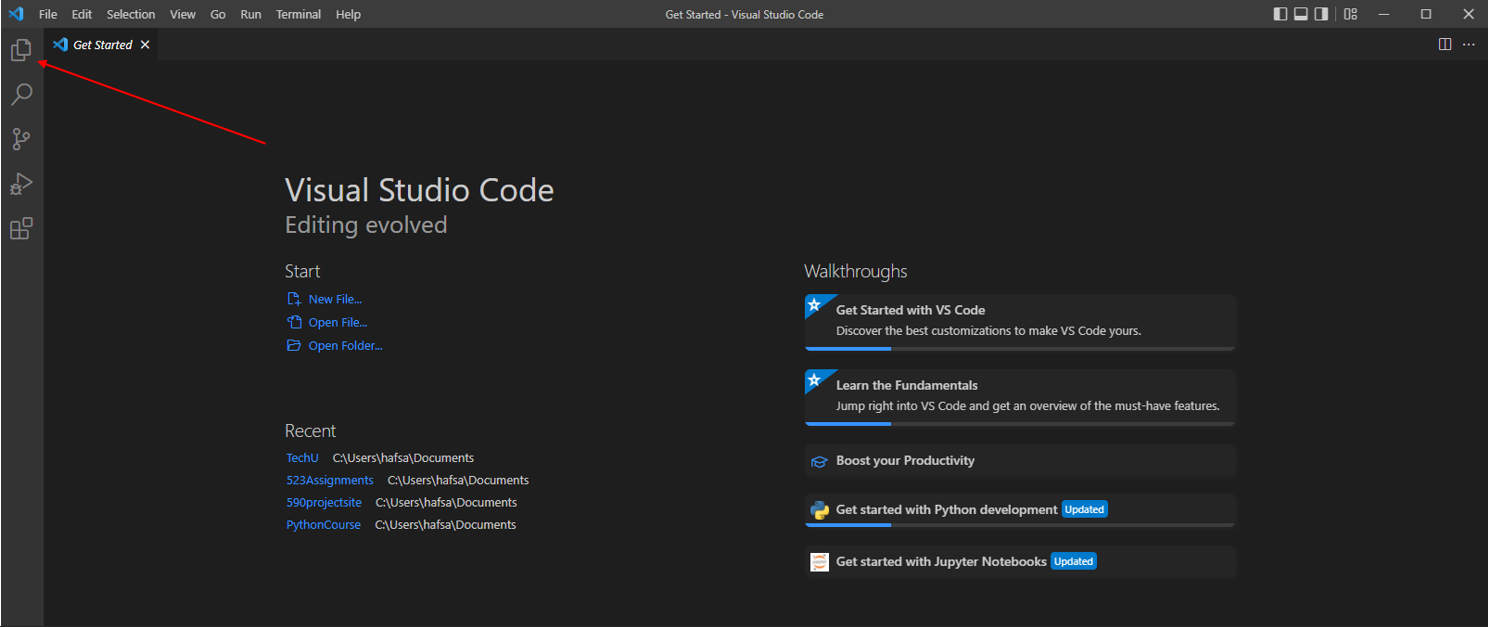 File Edit Selection View Go Run Terminal Help Get Started - Visual Studio Code
Get Started
Visual Studio Code
Editing evolved
Start
New File...
Open File...
Open Folder...
Recent
TechU C:\Users\hafsa\Documents
523Assignments C:\Users\hafsa\Documents
590projectsite C:\Users\hafsa\Documents
PythonCourse C:\Users\hafsa\Documents
Walkthroughs
Get Started with VS Code
Discover the best customizations to make VS Code yours.
Learn the Fundamentals
Jump right into VS Code and get an overview of the must-have features.
Boost your Productivity
Get started with Python development Updated
Get started with Jupyter Notebooks Updated